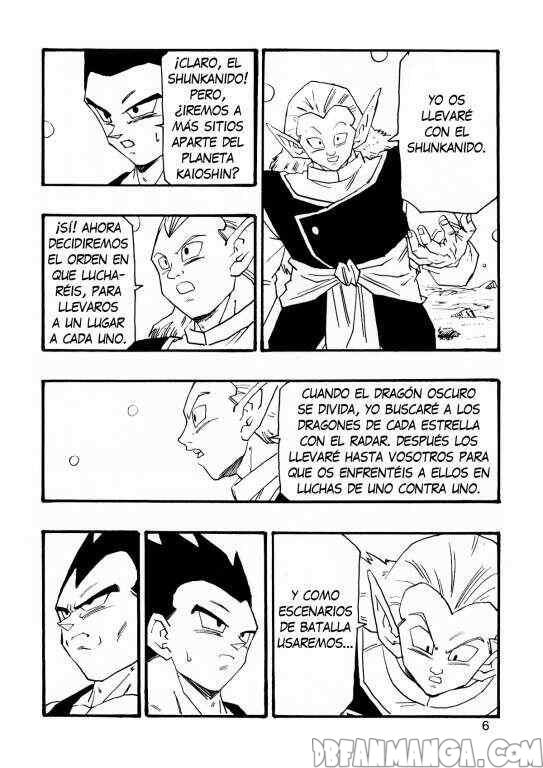 YO OS
LLEVARÉ
CON EL
SHUNKANIDO.
¡CLARO, EL
SHUNKANIDO!
PERO,
¿IREMOS A
MÁS SITIOS
APARTE DEL
PLANETA
KAIOSHIN?
¡SÍ! AHORA
DECIDIREMOS
EL ORDEN EN
QUE LUCHA-
RÉIS, PARA
LLEVAROS
A UN LUGAR
A CADA UNO.
CUANDO EL DRAGÓN OSCURO
SE DIVIDA, YO BUSCARÉ A LOS
DRAGONES DE CADA ESTRELLA
CON EL RADAR. DESPUÉS LOS
LLEVARÉ HASTA VOSOTROS PARA
QUE OS ENFRENTÉIS A ELLOS EN
LUCHAS DE UNO CONTRA UNO.
Y COMO
ESCENARIOS
DE BATALLA
USAREMOS...
6
DBFANMANGA.COM